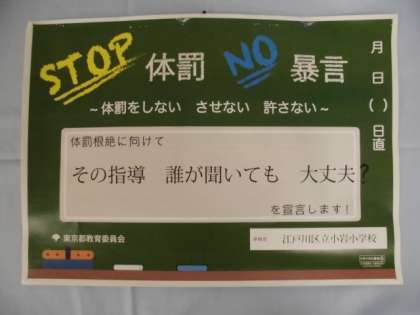 STOP 体罰 NO 暴言
~体罰をしない させない 許さない~
月
日
( )
日直
体罰根絶に向けて
その指導 誰が聞いても 大丈夫?
を宣言します!
東京都教育委員会
学校名 江戸川区立小岩小学校